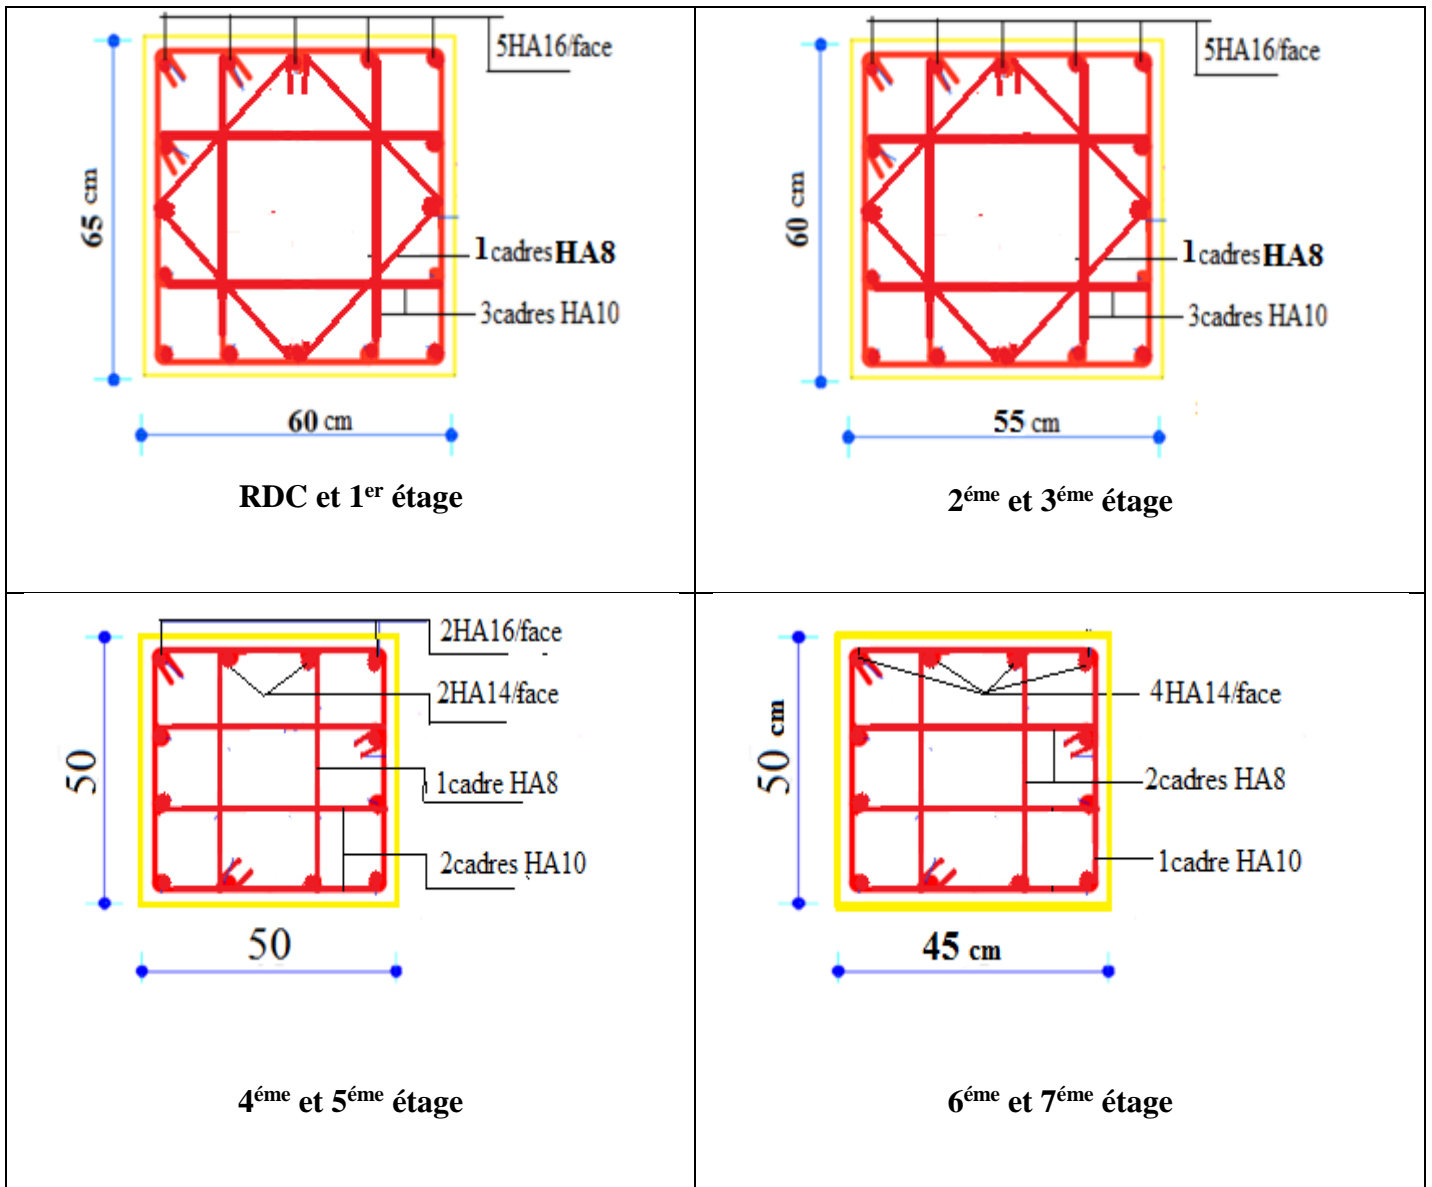 5HA16/face
65 cm
1cadres HA8
3cadres HA10
60 cm
RDC et 1er étage
5HA16/face
60 cm
1cadres HA8
3cadres HA10
55 cm
2éme et 3éme étage
2HA16/face
2HA14/face
50
1cadre HA8
2cadres HA10
50
4éme et 5éme étage
4HA14/face
50 cm
2cadres HA8
1cadre HA10
45 cm
6éme et 7éme étage